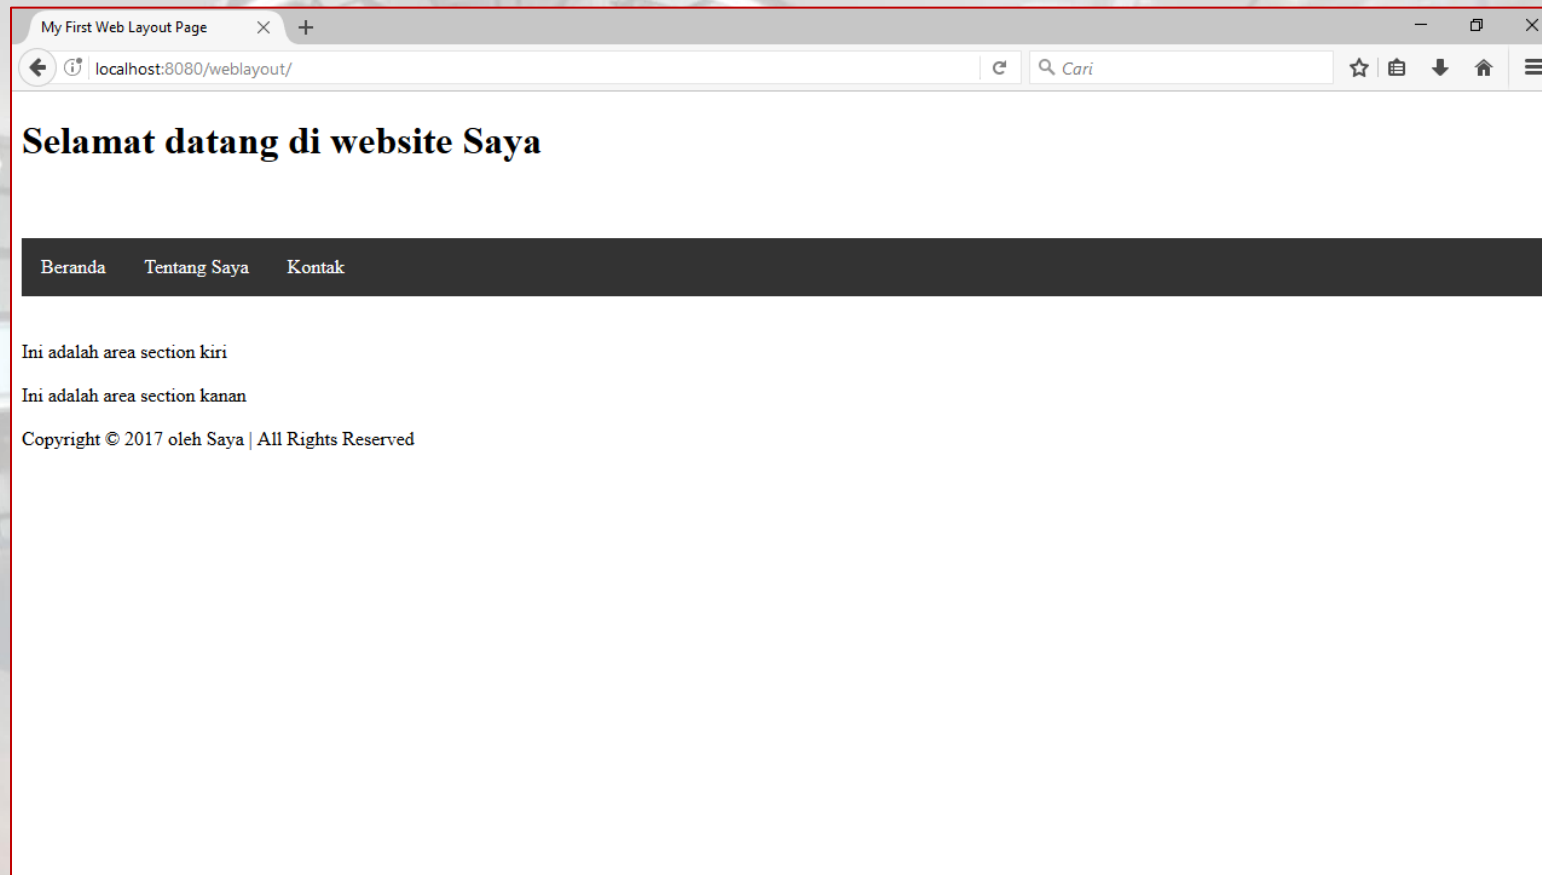 My First Web Layout Page
localhost:8080/weblayout/
Cari
Selamat datang di website Saya
Beranda Tentang Saya Kontak
Ini adalah area section kiri
Ini adalah area section kanan
Copyright © 2017 oleh Saya | All Rights Reserved